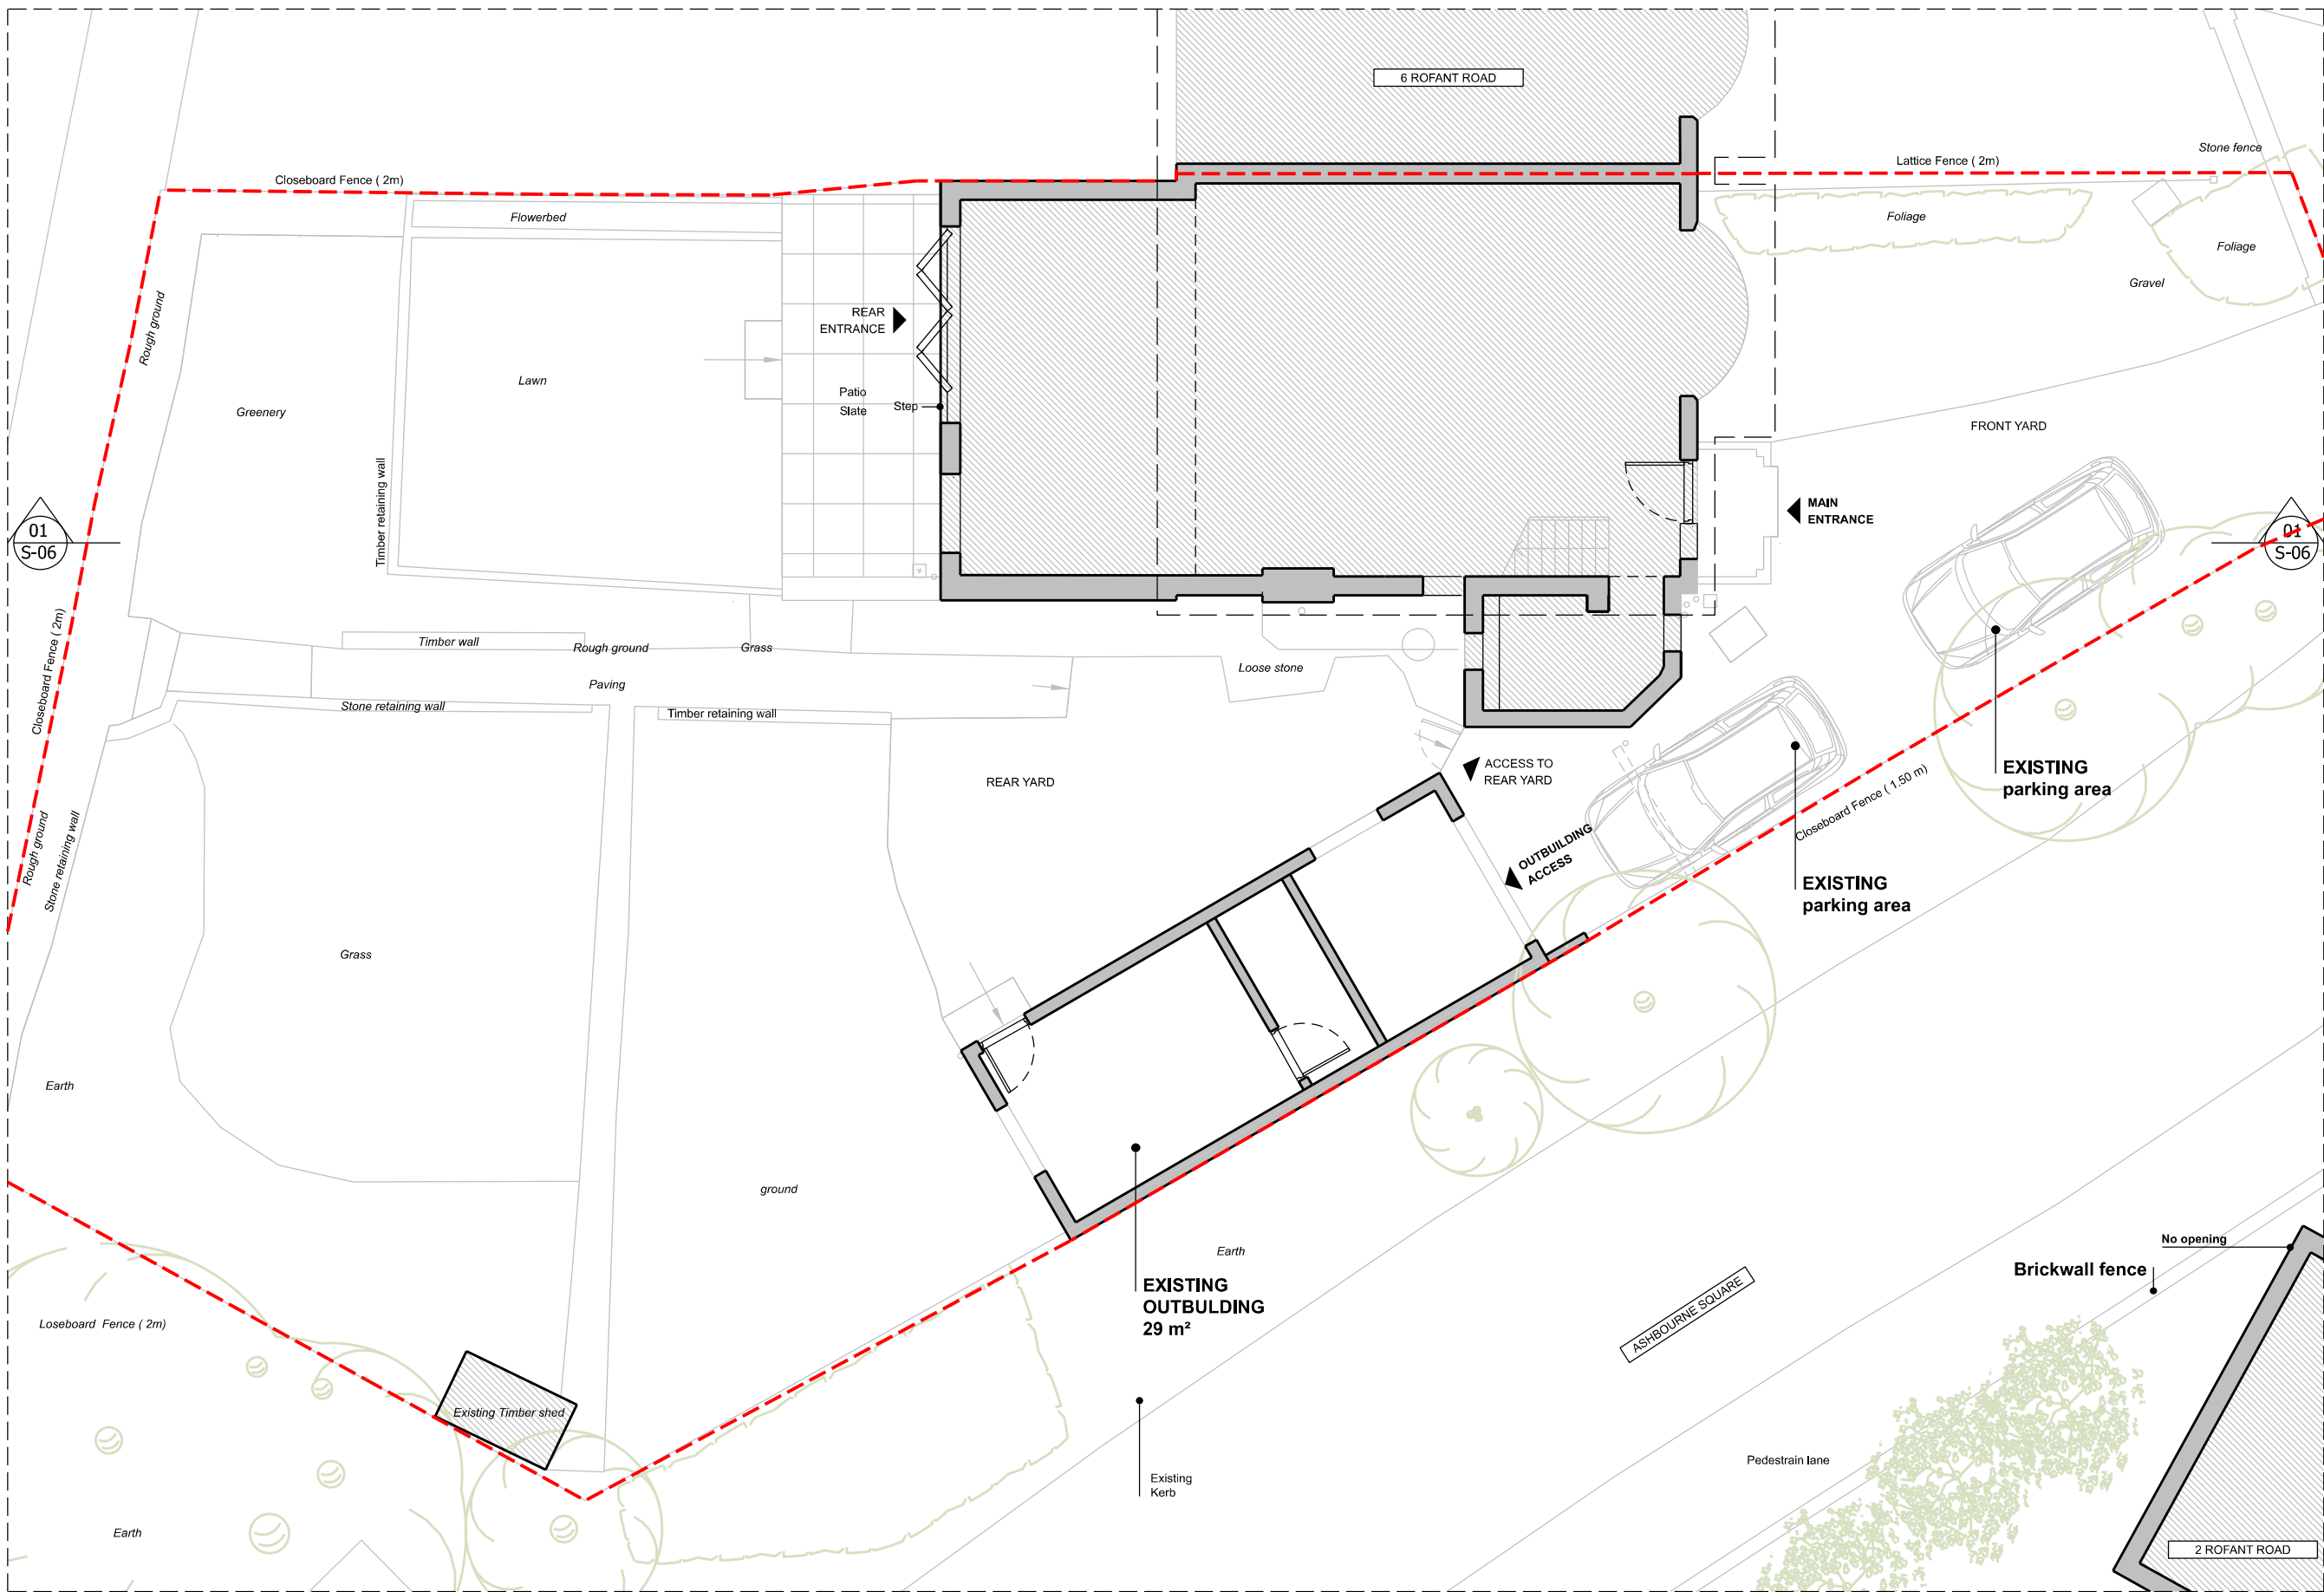 6 ROFANT ROAD
Stone fence
Lattice Fence ( 2m)
Closeboard Fence ( 2m)
Flowerbed
Foliage
Foliage
Gravel
Rough ground
REAR
ENTRANCE
Lawn
Patio
Slate
Step
Greenery
FRONT YARD
Timber retaining wall
MAIN
ENTRANCE
01
S-06
01
S-06
Closeboard Fence ( 2m)
Timber wall
Rough ground
Grass
Loose stone
Paving
Stone retaining wall
Timber retaining wall
REAR YARD
ACCESS TO
REAR YARD
EXISTING
parking area
Closeboard Fence ( 1.50 m)
OUTBUILDING
ACCESS
EXISTING
parking area
Rough ground
Stone retaining wall
Grass
Earth
ground
Earth
No opening
Brickwall fence
EXISTING
OUTBULDING
29 m²
ASHBOURNE SQUARE
Loseboard Fence ( 2m)
Existing Timber shed
Pedestrain lane
Existing
Kerb
Earth
2 ROFANT ROAD